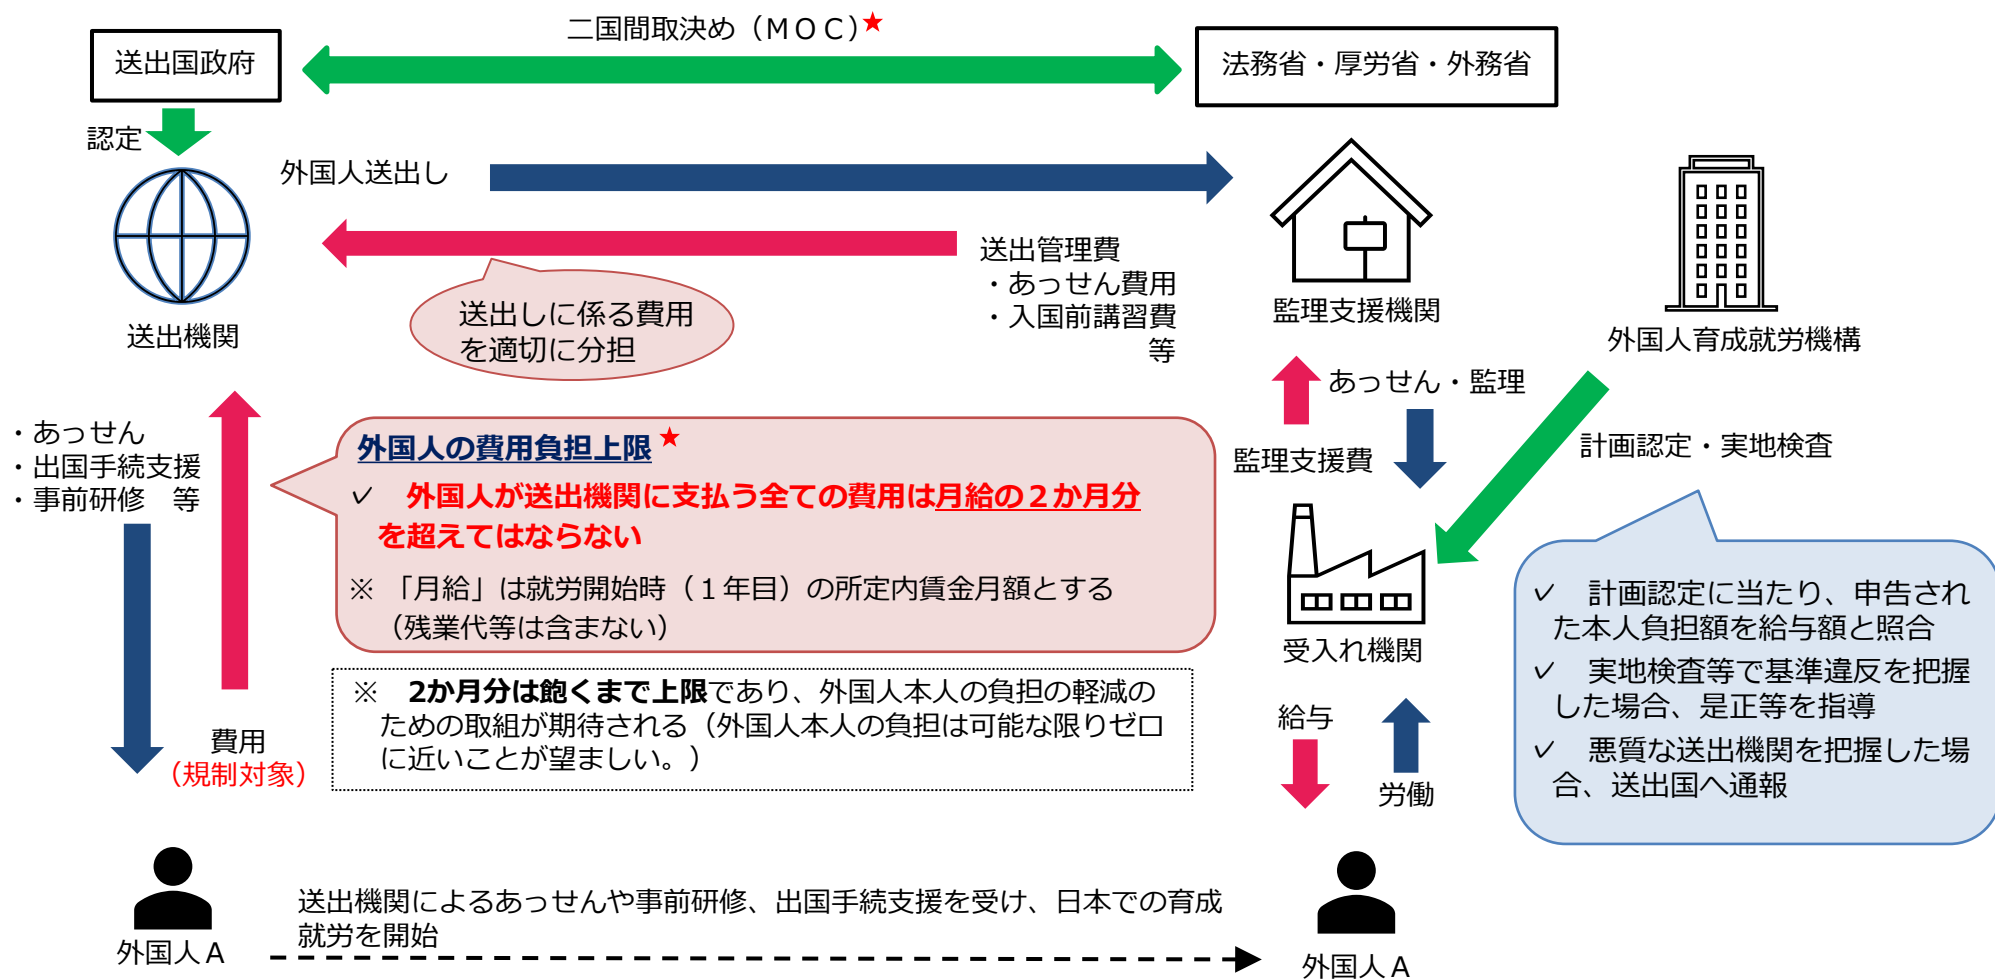 二国間取決め（ＭＯＣ）★
送出国政府
法務省・厚労省・外務省
認定
外国人送出し
送出機関
送出管理費
・あっせん費用
・入国前講習費
等
送出しに係る費用
を適切に分担
監理支援機関
外国人育成就労機構
・あっせん
・出国手続支援
・事前研修　等
外国人の費用負担上限★
✓　外国人が送出機関に支払う全ての費用は月給の２か月分
を超えてはならない
※　「月給」は就労開始時（１年目）の所定内賃金月額とする
（残業代等は含まない）
あっせん・監理
監理支援費
計画認定・実地検査
受入れ機関
✓　計画認定に当たり、申告され
た本人負担額を給与額と照合
✓　実地検査等で基準違反を把握
した場合、是正等を指導
✓　悪質な送出機関を把握した場
合、送出国へ通報
※　2か月分は飽くまで上限であり、外国人本人の負担の軽減の
ための取組が期待される（外国人本人の負担は可能な限りゼロ
に近いことが望ましい。）
費用
（規制対象）
給与
労働
送出機関によるあっせんや事前研修、出国手続支援を受け、日本での育成
就労を開始
外国人Ａ
外国人Ａ